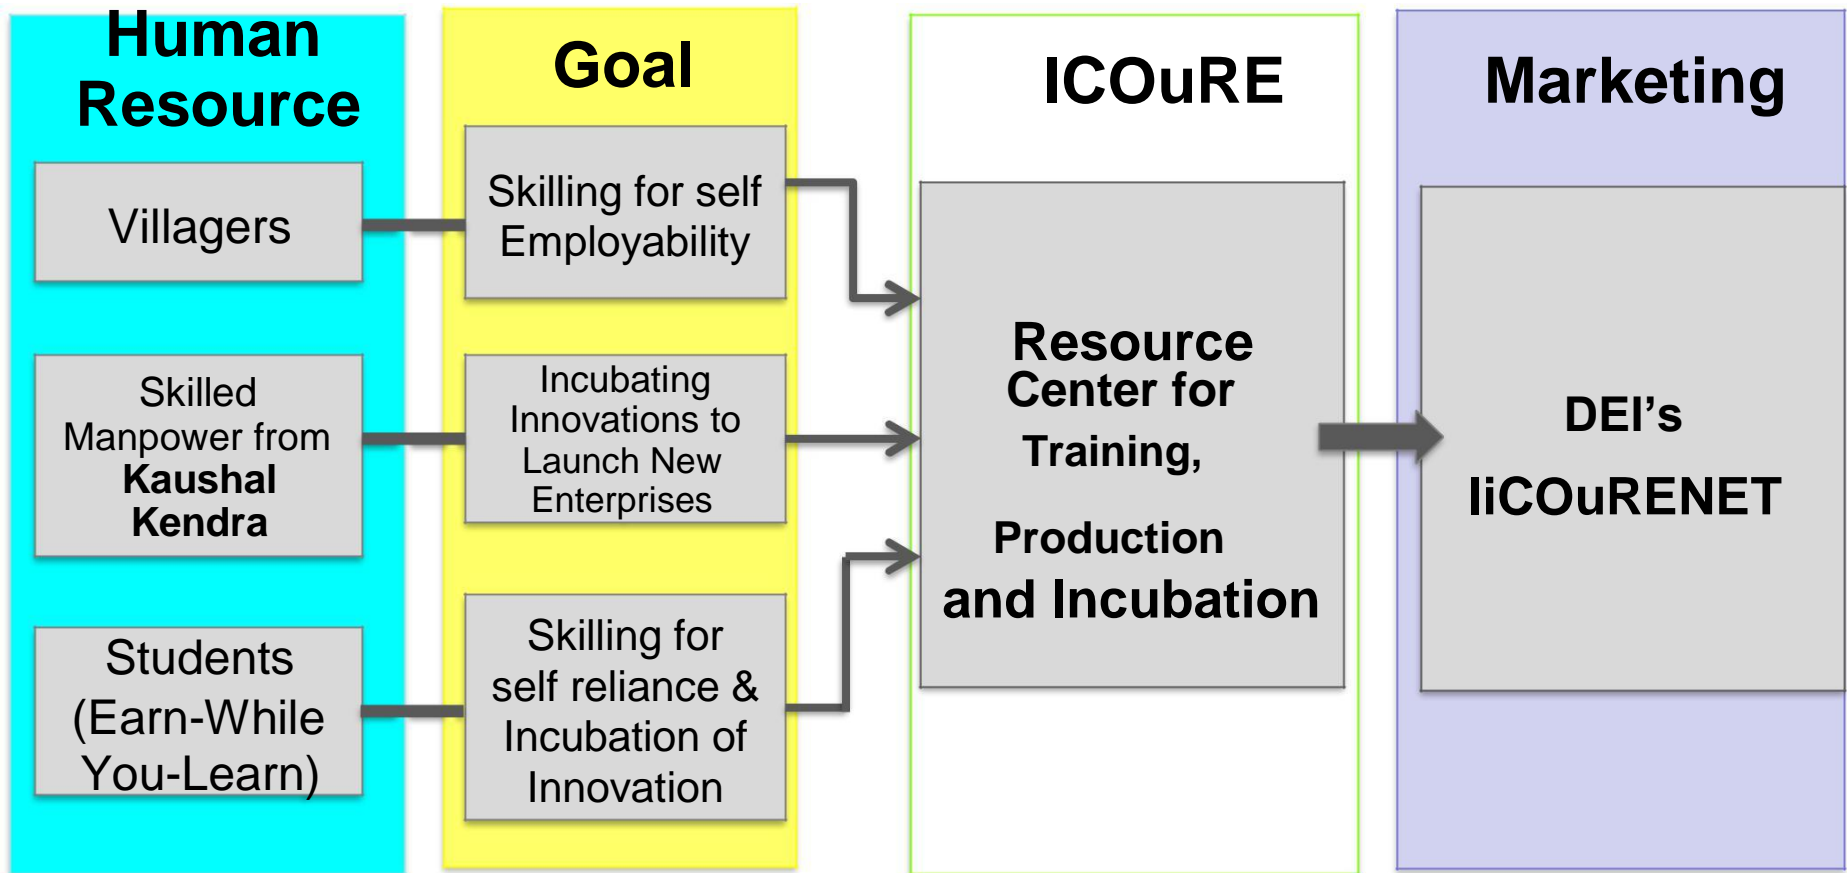 Human
Resource
Villagers
Skilled
Manpower from
Kaushal
Kendra
Students
(Earn-While
You-Learn)
Goal
Skilling for self
Employability
Incubating
Innovations to
Launch New
Enterprises
Skilling for
self reliance &
Incubation of
Innovation
ICOuRE
Resource
Center for
Training,
Production
and Incubation
Marketing
DEI’s
IiCOuRENET